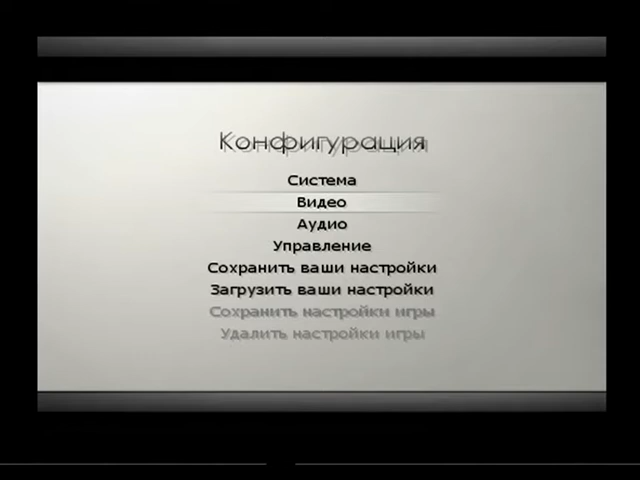 Конфигурация
Система
Видео
Аудио
Управление
Сохранить ваши настройки
Загрузить ваши настройки
Сохранить настройки игры
Удалить настройки игры